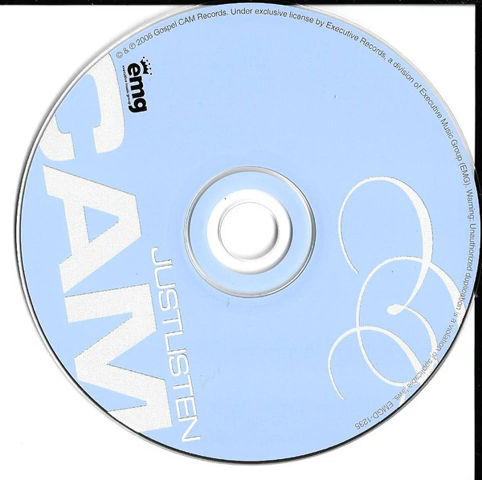 CAM
JUSTLISTEN
emg
© & ℗ 2006 Gospel CAM Records. Under exclusive license by Executive Records, a division of Executive Music Group (EMG). Warning: Unauthorized duplication is a violation of applicable laws. EMGD-1235